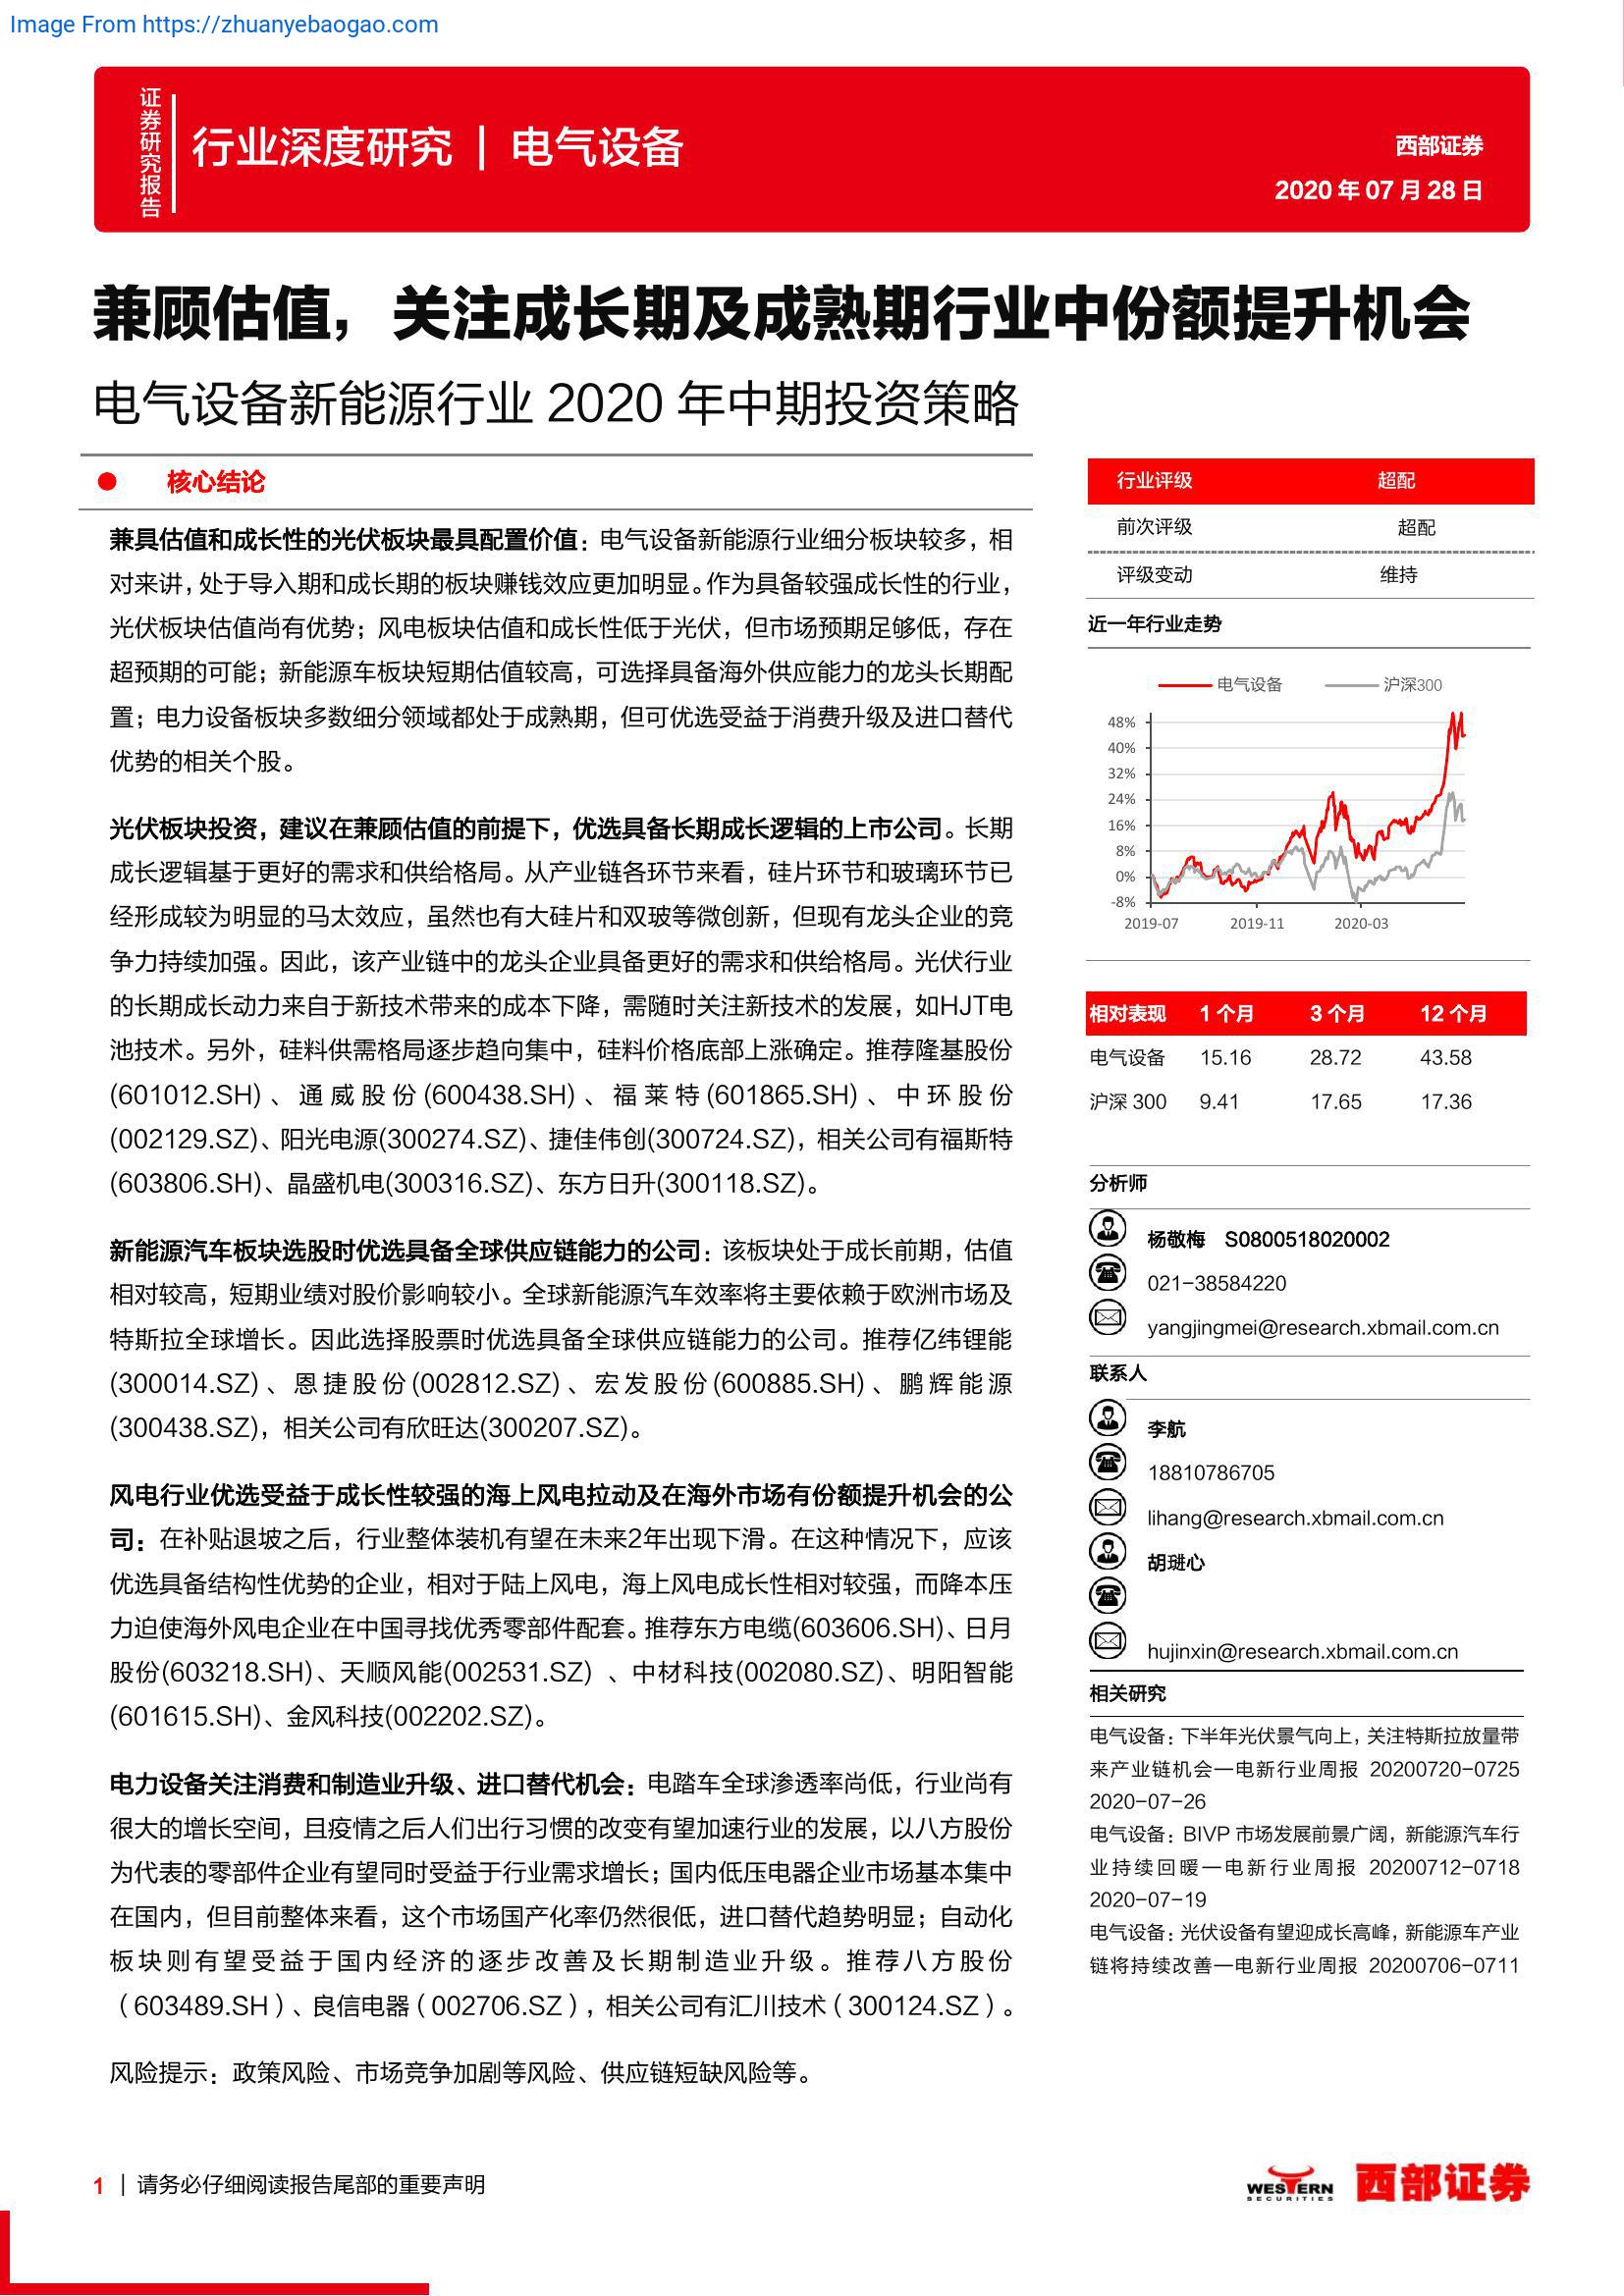 Image From https://zhuanyebaogao.com
证券研究报告
行业深度研究 | 电气设备
西部证券
2020 年 07 月 28 日
兼顾估值，关注成长期及成熟期行业中份额提升机会
电气设备新能源行业 2020 年中期投资策略
● 核心结论
兼具估值和成长性的光伏板块最具配置价值：电气设备新能源行业细分板块较多，相
对来讲，处于导入期和成长期的板块赚钱效应更加明显。作为具备较强成长性的行业，
光伏板块估值尚有优势；风电板块估值和成长性低于光伏，但市场预期足够低，存在
超预期的可能；新能源车板块短期估值较高，可选择具备海外供应能力的龙头长期配
置；电力设备板块多数细分领域都处于成熟期，但可优选受益于消费升级及进口替代
优势的相关个股。
光伏板块投资，建议在兼顾估值的前提下，优选具备长期成长逻辑的上市公司。长期
成长逻辑基于更好的需求和供给格局。从产业链各环节来看，硅片环节和玻璃环节已
经形成较为明显的马太效应，虽然也有大硅片和双玻等微创新，但现有龙头企业的竞
争力持续加强。因此，该产业链中的龙头企业具备更好的需求和供给格局。光伏行业
的长期成长动力来自于新技术带来的成本下降，需随时关注新技术的发展，如HJT电
池技术。另外，硅料供需格局逐步趋向集中，硅料价格底部上涨确定。推荐隆基股份
(601012.SH)、通威股份(600438.SH)、福莱特(601865.SH)、中环股份
(002129.SZ)、阳光电源(300274.SZ)、捷佳伟创(300724.SZ)，相关公司有福斯特
(603806.SH)、晶盛机电(300316.SZ)、东方日升(300118.SZ)。
新能源汽车板块选股时优选具备全球供应链能力的公司：该板块处于成长前期，估值
相对较高，短期业绩对股价影响较小。全球新能源汽车效率将主要依赖于欧洲市场及
特斯拉全球增长。因此选择股票时优选具备全球供应链能力的公司。推荐亿纬锂能
(300014.SZ)、恩捷股份(002812.SZ)、宏发股份(600885.SH)、鹏辉能源
(300438.SZ)，相关公司有欣旺达(300207.SZ)。
风电行业优选受益于成长性较强的海上风电拉动及在海外市场有份额提升机会的公
司：在补贴退坡之后，行业整体装机有望在未来2年出现下滑。在这种情况下，应该
优选具备结构性优势的企业，相对于陆上风电，海上风电成长性相对较强，而降本压
力迫使海外风电企业在中国寻找优秀零部件配套。推荐东方电缆(603606.SH)、日月
股份(603218.SH)、天顺风能(002531.SZ) 、中材科技(002080.SZ)、明阳智能
(601615.SH)、金风科技(002202.SZ)。
电力设备关注消费和制造业升级、进口替代机会：电踏车全球渗透率尚低，行业尚有
很大的增长空间，且疫情之后人们出行习惯的改变有望加速行业的发展，以八方股份
为代表的零部件企业有望同时受益于行业需求增长；国内低压电器企业市场基本集中
在国内，但目前整体来看，这个市场国产化率仍然很低，进口替代趋势明显；自动化
板块则有望受益于国内经济的逐步改善及长期制造业升级。推荐八方股份
（603489.SH）、良信电器（002706.SZ），相关公司有汇川技术（300124.SZ）。
风险提示：政策风险、市场竞争加剧等风险、供应链短缺风险等。
行业评级 超配
前次评级 超配
评级变动 维持
近一年行业走势
电气设备 沪深300
48%
40%
32%
24%
16%
8%
0%
-8%
2019-07 2019-11 2020-03
相对表现 1 个月 3 个月 12 个月
电气设备 15.16 28.72 43.58
沪深 300 9.41 17.65 17.36
分析师
杨敬梅 S0800518020002
021-38584220
yangjingmei@research.xbmail.com.cn
联系人
李航
18810786705
lihang@research.xbmail.com.cn
胡琎心
hujinxin@research.xbmail.com.cn
相关研究
电气设备：下半年光伏景气向上，关注特斯拉放量带
来产业链机会—电新行业周报 20200720-0725
2020-07-26
电气设备：BIVP 市场发展前景广阔，新能源汽车行
业持续回暖—电新行业周报 20200712-0718
2020-07-19
电气设备：光伏设备有望迎成长高峰，新能源车产业
链将持续改善—电新行业周报 20200706-0711
1 | 请务必仔细阅读报告尾部的重要声明
WESTERN
SECURITIES
西部证券